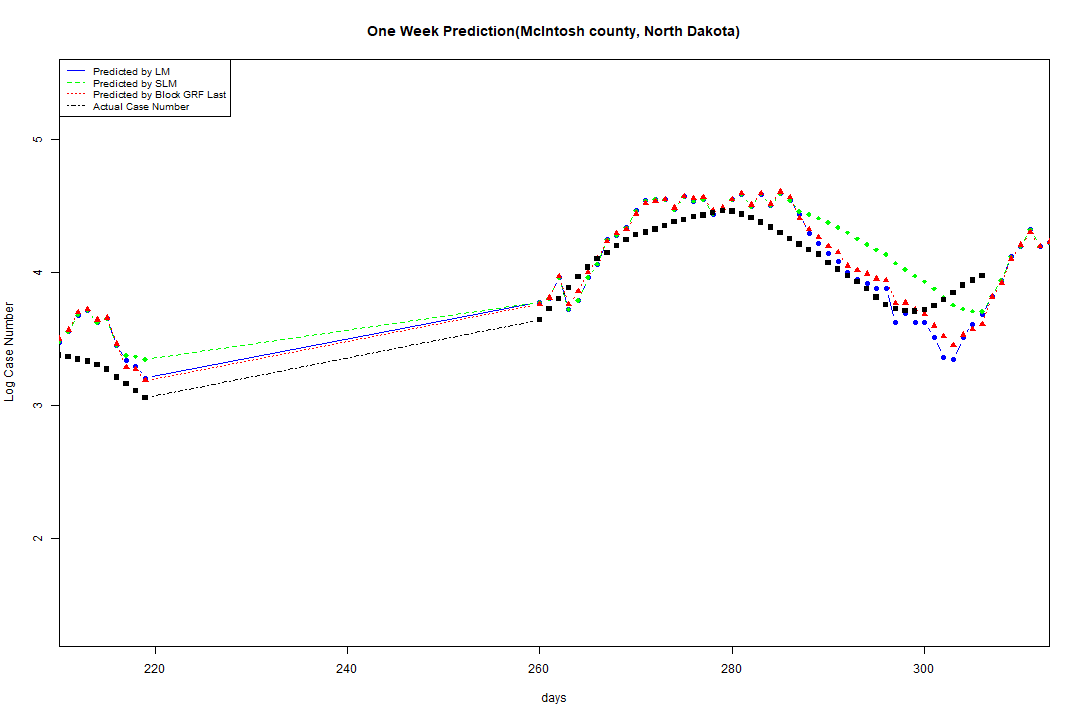 One Week Prediction(McIntosh county, North Dakota)
Predicted by LM
Predicted by SLM
Predicted by Block GRF Last
Actual Case Number
5
4
3
2
Log Case Number
220 240 260 280 300
days